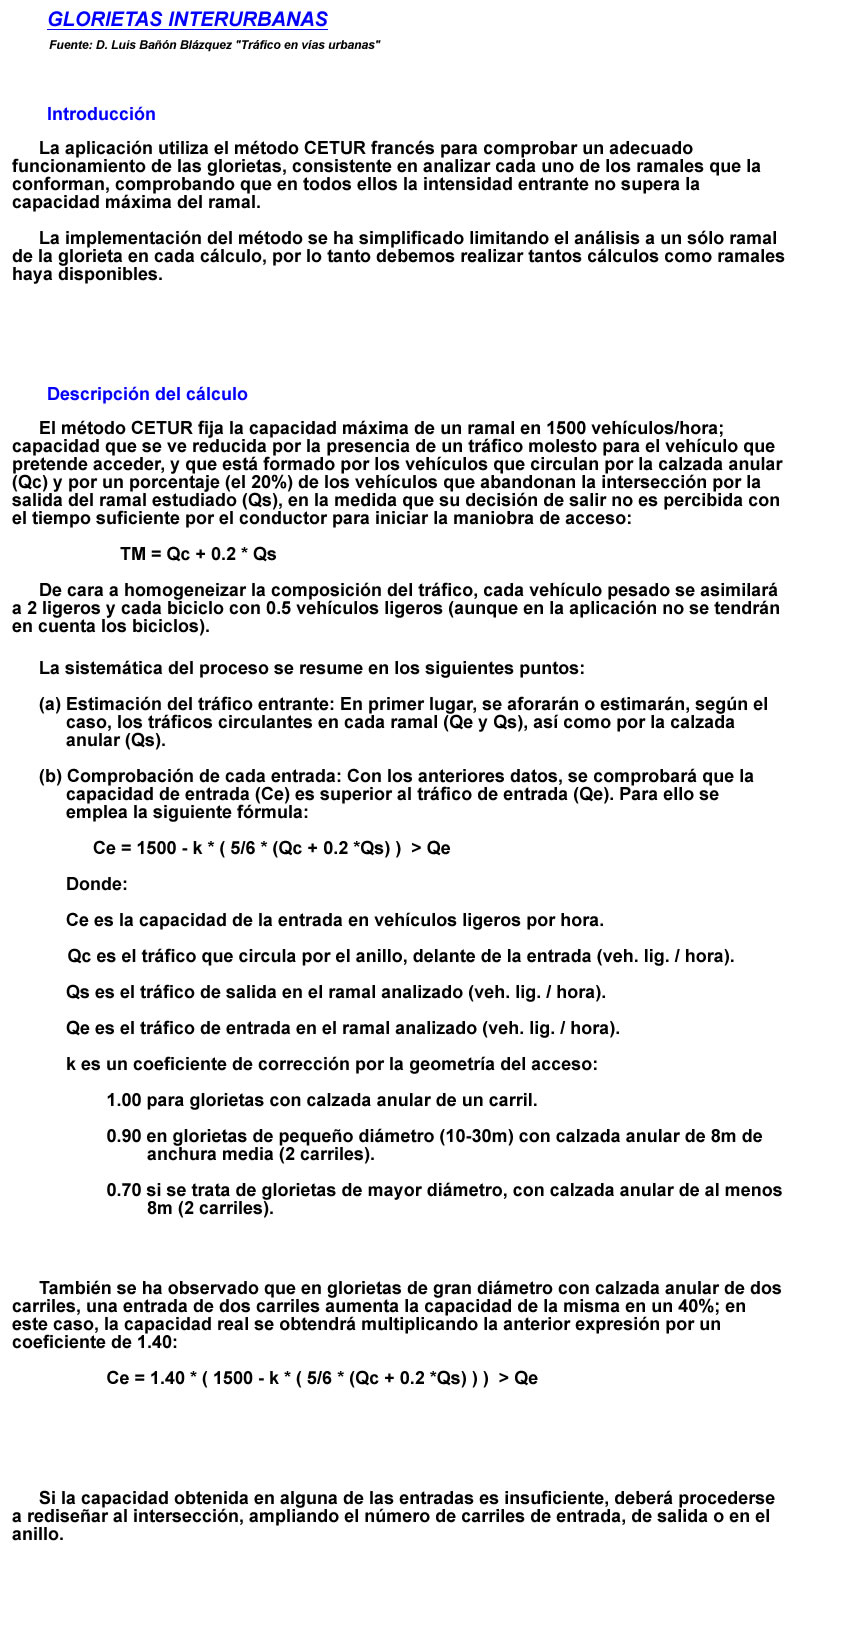 GLORIETAS INTERURBANAS
Fuente: D. Luis Bañón Blázquez "Tráfico en vías urbanas"
Introducción
La aplicación utiliza el método CETUR francés para comprobar un adecuado
funcionamiento de las glorietas, consistente en analizar cada uno de los ramales que la
conforman, comprobando que en todos ellos la intensidad entrante no supera la
capacidad máxima del ramal.
La implementación del método se ha simplificado limitando el análisis a un sólo ramal
de la glorieta en cada cálculo, por lo tanto debemos realizar tantos cálculos como ramales
haya disponibles.
Descripción del cálculo
El método CETUR fija la capacidad máxima de un ramal en 1500 vehículos/hora;
capacidad que se ve reducida por la presencia de un tráfico molesto para el vehículo que
pretende acceder, y que está formado por los vehículos que circulan por la calzada anular
(Qc) y por un porcentaje (el 20%) de los vehículos que abandonan la intersección por la
salida del ramal estudiado (Qs), en la medida que su decisión de salir no es percibida con
el tiempo suficiente por el conductor para iniciar la maniobra de acceso:
TM = Qc + 0.2 * Qs
De cara a homogeneizar la composición del tráfico, cada vehículo pesado se asimilará
a 2 ligeros y cada biciclo con 0.5 vehículos ligeros (aunque en la aplicación no se tendrán
en cuenta los biciclos).
La sistemática del proceso se resume en los siguientes puntos:
(a) Estimación del tráfico entrante: En primer lugar, se aforarán o estimarán, según el
caso, los tráficos circulantes en cada ramal (Qe y Qs), así como por la calzada
anular (Qs).
(b) Comprobación de cada entrada: Con los anteriores datos, se comprobará que la
capacidad de entrada (Ce) es superior al tráfico de entrada (Qe). Para ello se
emplea la siguiente fórmula:
Ce = 1500 - k * ( 5/6 * (Qc + 0.2 *Qs) )  > Qe
Donde:
Ce es la capacidad de la entrada en vehículos ligeros por hora.
Qc es el tráfico que circula por el anillo, delante de la entrada (veh. lig. / hora).
Qs es el tráfico de salida en el ramal analizado (veh. lig. / hora).
Qe es el tráfico de entrada en el ramal analizado (veh. lig. / hora).
k es un coeficiente de corrección por la geometría del acceso:
1.00 para glorietas con calzada anular de un carril.
0.90 en glorietas de pequeño diámetro (10-30m) con calzada anular de 8m de
anchura media (2 carriles).
0.70 si se trata de glorietas de mayor diámetro, con calzada anular de al menos
8m (2 carriles).
También se ha observado que en glorietas de gran diámetro con calzada anular de dos
carriles, una entrada de dos carriles aumenta la capacidad de la misma en un 40%; en
este caso, la capacidad real se obtendrá multiplicando la anterior expresión por un
coeficiente de 1.40:
Ce = 1.40 * ( 1500 - k * ( 5/6 * (Qc + 0.2 *Qs) ) )  > Qe
Si la capacidad obtenida en alguna de las entradas es insuficiente, deberá procederse
a rediseñar al intersección, ampliando el número de carriles de entrada, de salida o en el
anillo.